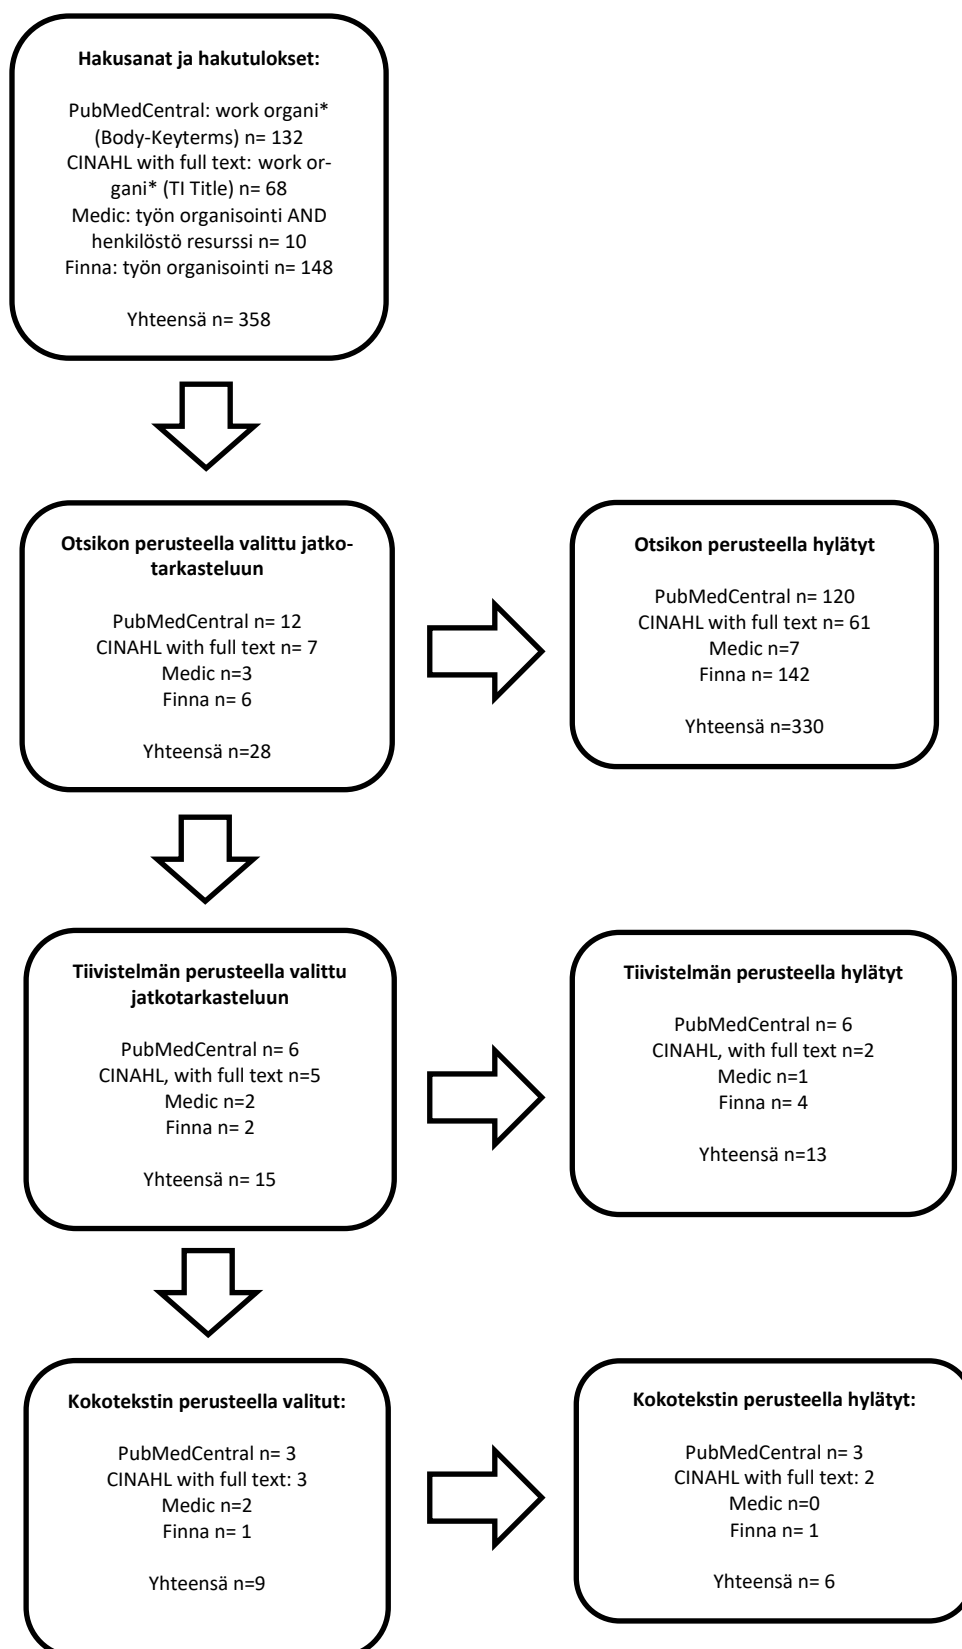 Hakusanat ja hakutulokset:
PubMedCentral: work organi*
(Body-Keyterms) n= 132
CINAHL with full text: work or-
gani* (TI Title) n= 68
Medic: työn organisointi AND
henkilöstö resurssi n= 10
Finna: työn organisointi n= 148
Yhteensä n= 358
Otsikon perusteella valittu jatko-
tarkasteluun
PubMedCentral n= 12
CINAHL with full text n= 7
Medic n=3
Finna n= 6
Yhteensä n=28
Otsikon perusteella hylätyt
PubMedCentral n= 120
CINAHL with full text n= 61
Medic n=7
Finna n= 142
Yhteensä n=330
Tiivistelmän perusteella valittu
jatkotarkasteluun
PubMedCentral n= 6
CINAHL, with full text n=5
Medic n=2
Finna n= 2
Yhteensä n= 15
Tiivistelmän perusteella hylätyt
PubMedCentral n= 6
CINAHL, with full text n=2
Medic n=1
Finna n= 4
Yhteensä n=13
Kokotekstin perusteella valitut:
PubMedCentral n= 3
CINAHL with full text: 3
Medic n=2
Finna n= 1
Yhteensä n=9
Kokotekstin perusteella hylätyt:
PubMedCentral n= 3
CINAHL with full text: 2
Medic n=0
Finna n= 1
Yhteensä n= 6